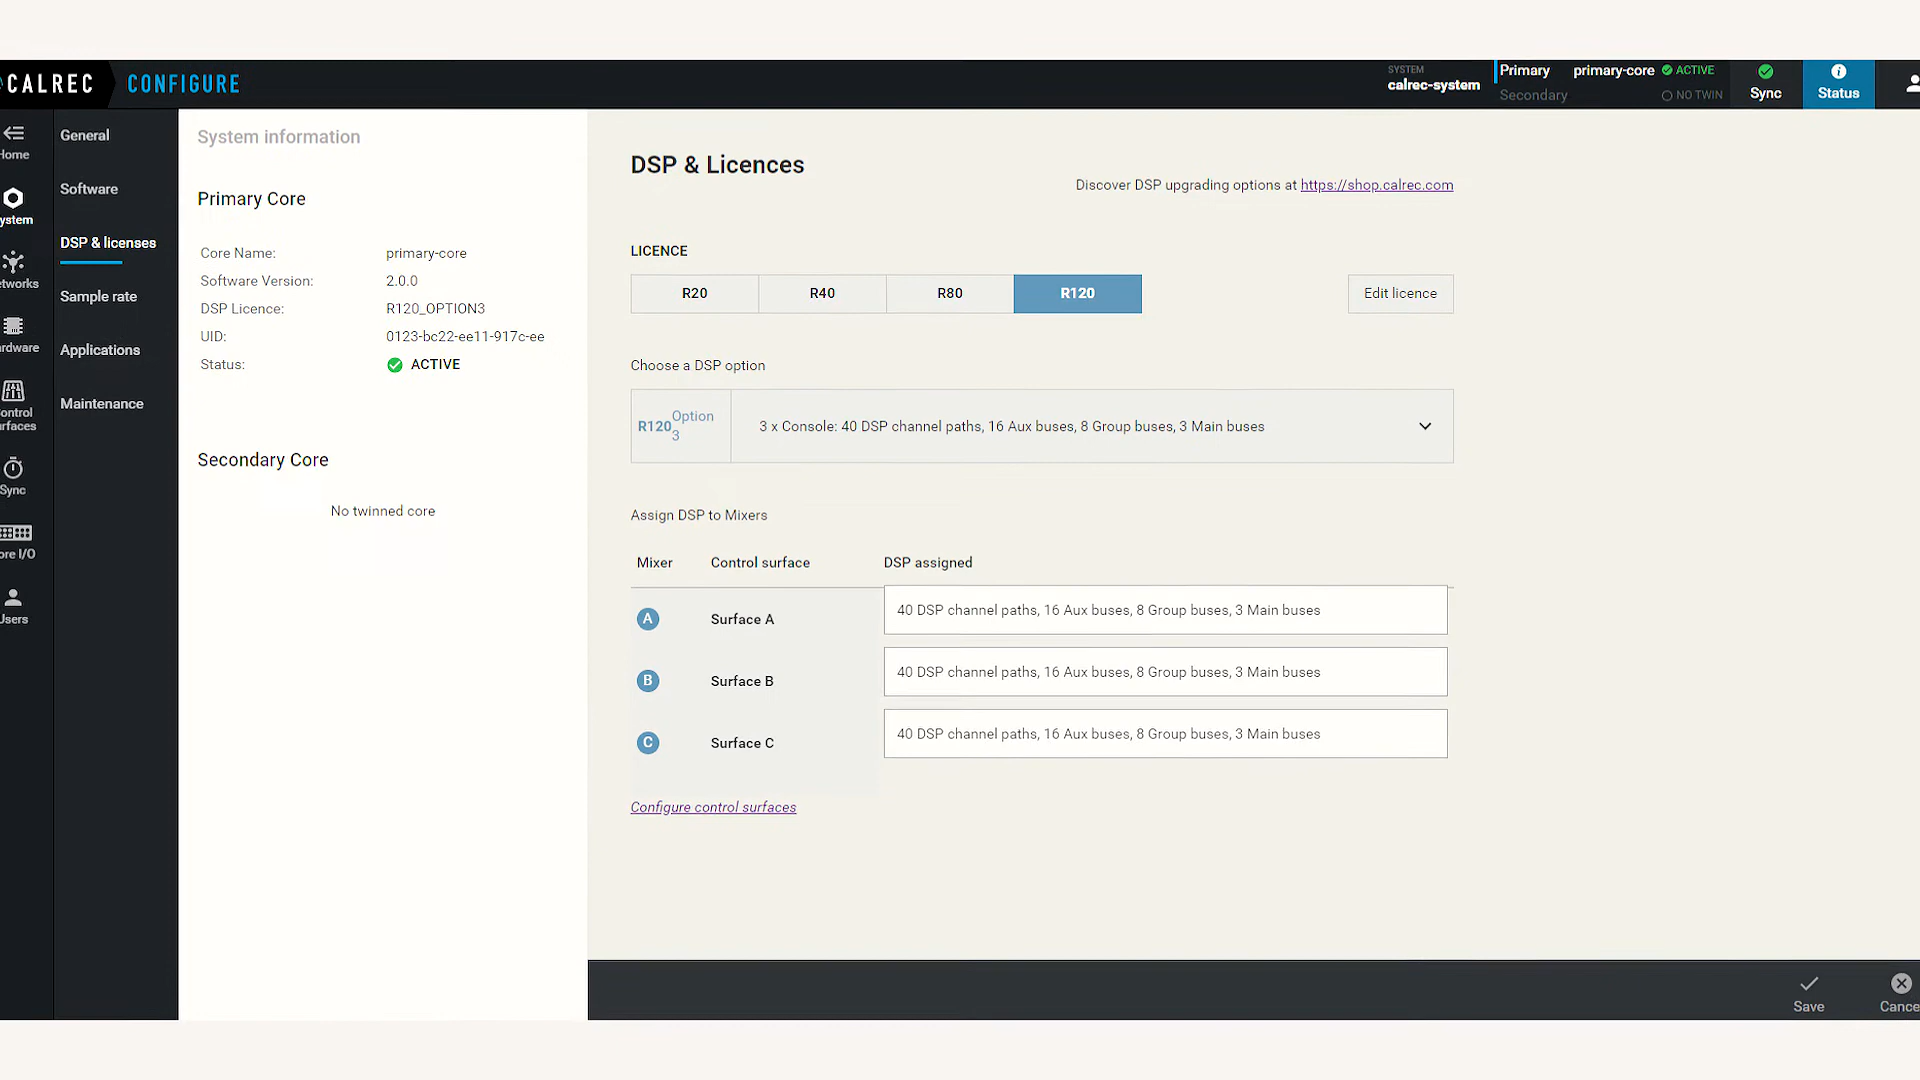 CALREC CONFIGURE
SYSTEM
calrec-system
Primary primary-core ACTIVE
Secondary NO TWIN
Sync
Status
Home
ystem
etworks
ardware
ontrol
urfaces
Sync
ore I/O
Users
General
Software
DSP & licenses
Sample rate
Applications
Maintenance
System information
Primary Core
Core Name: primary-core
Software Version: 2.0.0
DSP Licence: R120_OPTION3
UID: 0123-bc22-ee11-917c-ee
Status: ACTIVE
Secondary Core
No twinned core
DSP & Licences
Discover DSP upgrading options at https://shop.calrec.com
LICENCE
R20 R40 R80 R120 Edit licence
Choose a DSP option
R120 Option 3
3 x Console: 40 DSP channel paths, 16 Aux buses, 8 Group buses, 3 Main buses
Assign DSP to Mixers
Mixer Control surface DSP assigned
A Surface A 40 DSP channel paths, 16 Aux buses, 8 Group buses, 3 Main buses
B Surface B 40 DSP channel paths, 16 Aux buses, 8 Group buses, 3 Main buses
C Surface C 40 DSP channel paths, 16 Aux buses, 8 Group buses, 3 Main buses
Configure control surfaces
Save
Cance